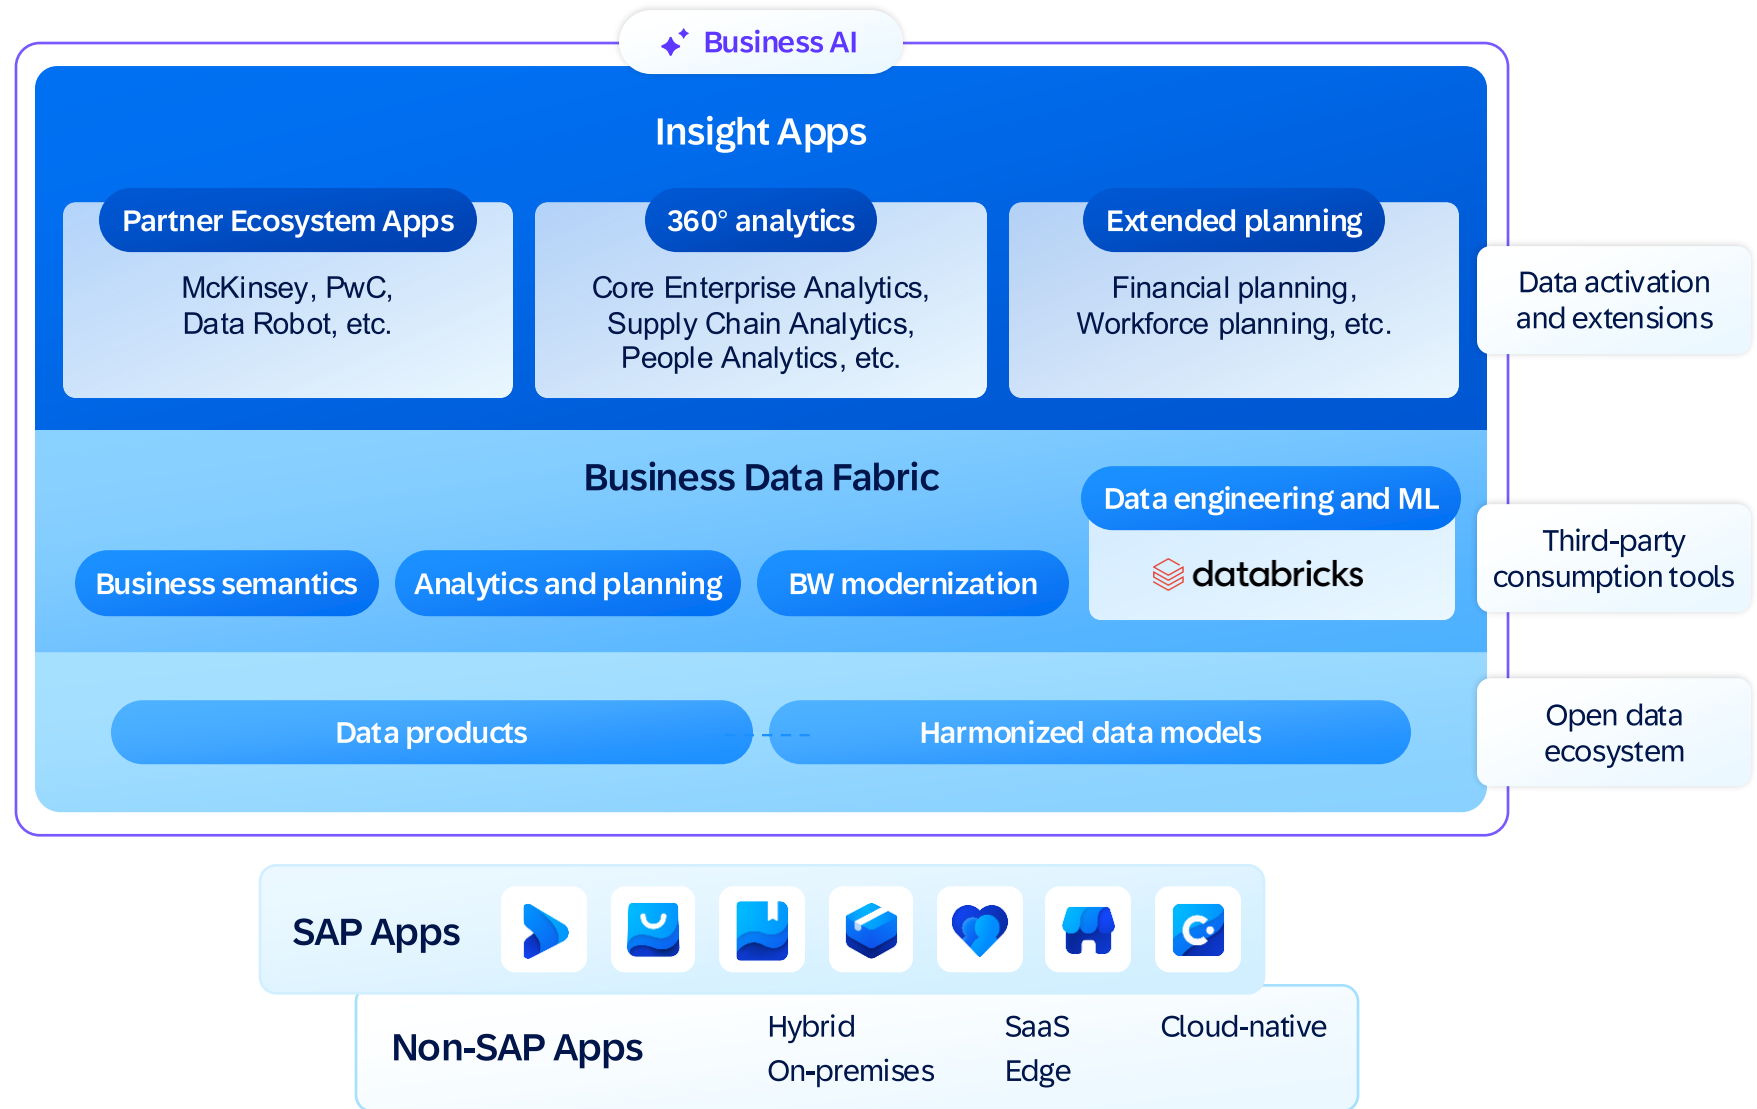 Business AI
Insight Apps
Partner Ecosystem Apps
McKinsey, PwC,
Data Robot, etc.
360° analytics
Core Enterprise Analytics,
Supply Chain Analytics,
People Analytics, etc.
Extended planning
Financial planning,
Workforce planning, etc.
Data activation
and extensions
Business Data Fabric
Business semantics
Analytics and planning
BW modernization
Data engineering and ML
databricks
Third-party
consumption tools
Data products
Harmonized data models
Open data
ecosystem
SAP Apps
Non-SAP Apps
Hybrid
On-premises
SaaS
Edge
Cloud-native